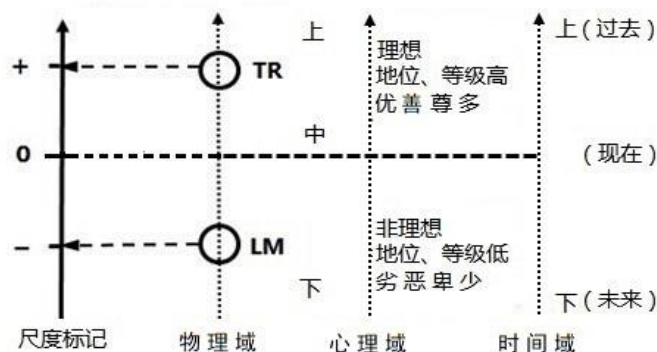 上
上(过去)
理想
地位、等级高
优善尊多
+
TR
中
0
(现在)
非理想
地位、等级低
劣恶卑少
−
LM
下
下(未来)
尺度标记
物理域
心理域
时间域